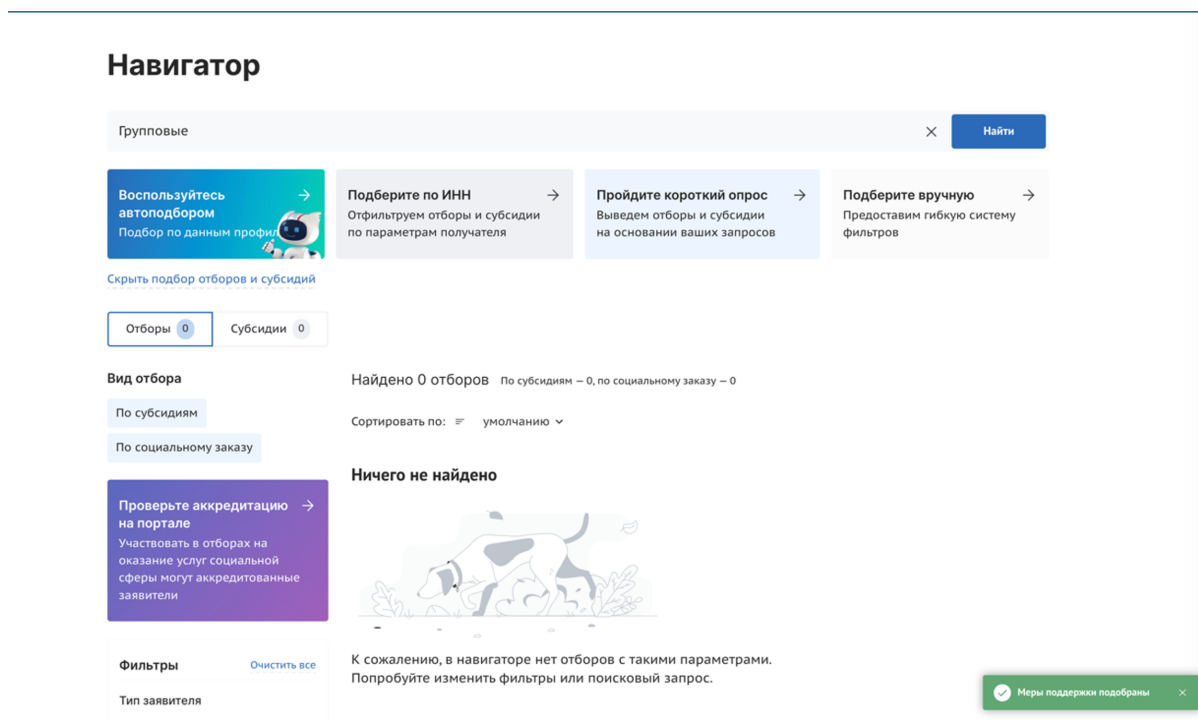 Навигатор
Групповые
Найти
Воспользуйтесь
автоподбором
Подбор по данным профил
Подберите по ИНН
Отфильтруем отборы и субсидии
по параметрам получателя
Пройдите короткий опрос
Выведем отборы и субсидии
на основании ваших запросов
Подберите вручную
Предоставим гибкую систему
фильтров
Скрыть подбор отборов и субсидий
Отборы 0
Субсидии 0
Вид отбора
По субсидиям
По социальному заказу
Найдено 0 отборов По субсидиям – 0, по социальному заказу – 0
Сортировать по: умолчанию
Ничего не найдено
Проверьте аккредитацию
на портале
Участвовать в отборах на
оказание услуг социальной
сферы могут аккредитованные
заявители
К сожалению, в навигаторе нет отборов с такими параметрами.
Попробуйте изменить фильтры или поисковый запрос.
Фильтры
Очистить все
Тип заявителя
Меры поддержки подобраны